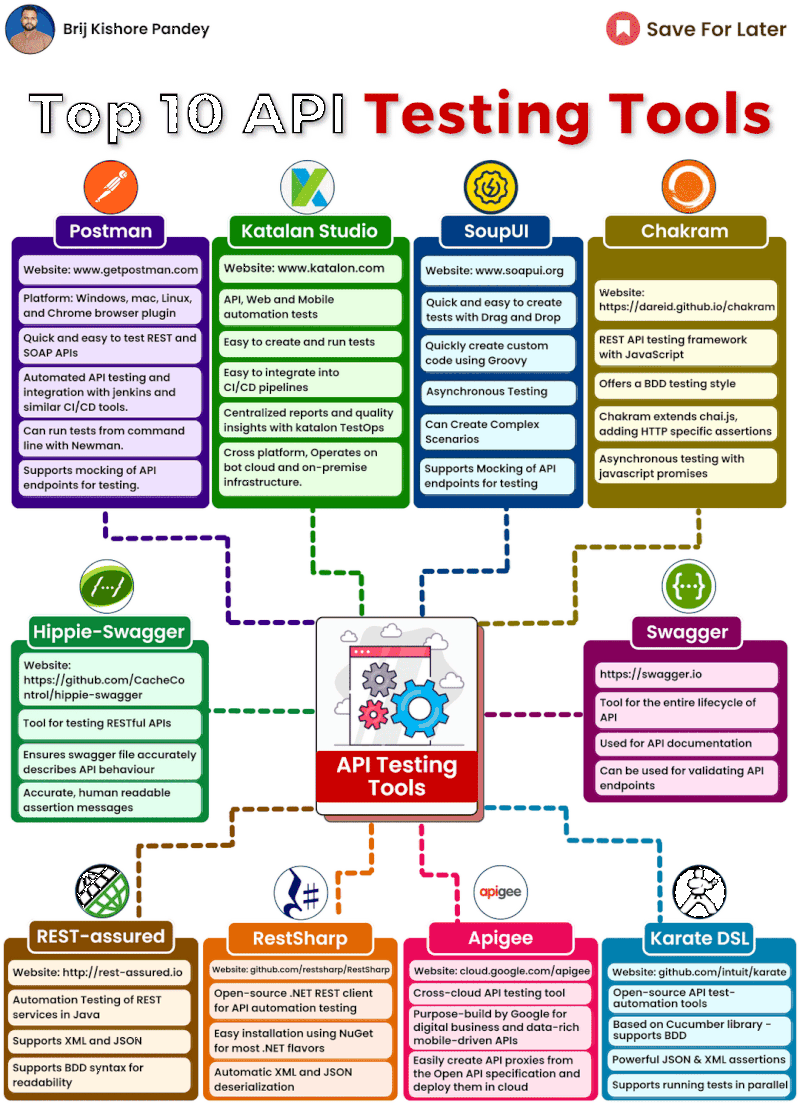 Brij Kishore Pandey
Save For Later
Top 10 API Testing Tools
Postman
Website: www.getpostman.com
Platform: Windows, mac, Linux,
and Chrome browser plugin
Quick and easy to test REST and
SOAP APIs
Automated API testing and
integration with jenkins and
similar CI/CD tools.
Can run tests from command
line with Newman.
Supports mocking of API
endpoints for testing.
Katalan Studio
Website: www.katalon.com
API, Web and Mobile
automation tests
Easy to create and run tests
Easy to integrate into
CI/CD pipelines
Centralized reports and quality
insights with katalon TestOps
Cross platform, Operates on
bot cloud and on-premise
infrastructure.
SoupUI
Website: www.soapui.org
Quick and easy to create
tests with Drag and Drop
Quickly create custom
code using Groovy
Asynchronous Testing
Can Create Complex
Scenarios
Supports Mocking of API
endpoints for testing
Chakram
Website:
https://dareid.github.io/chakram
REST API testing framework
with JavaScript
Offers a BDD testing style
Chakram extends chai.js,
adding HTTP specific assertions
Asynchronous testing with
javascript promises
/···/
Hippie-Swagger
Website:
https://github.com/CacheCo
ntrol/hippie-swagger
Tool for testing RESTful APIs
Ensures swagger file accurately
describes API behaviour
Accurate, human readable
assertion messages
API Testing
Tools
{···}
Swagger
https://swagger.io
Tool for the entire lifecycle of
API
Used for API documentation
Can be used for validating API
endpoints
REST-assured
Website: http://rest-assured.io
Automation Testing of REST
services in Java
Supports XML and JSON
Supports BDD syntax for
readability
RestSharp
Website: github.com/restsharp/RestSharp
Open-source .NET REST client
for API automation testing
Easy installation using NuGet
for most .NET flavors
Automatic XML and JSON
deserialization
apigee
Apigee
Website: cloud.google.com/apigee
Cross-cloud API testing tool
Purpose-build by Google for
digital business and data-rich
mobile-driven APIs
Easily create API proxies from
the Open API specification and
deploy them in cloud
Karate DSL
Website: github.com/intuit/karate
Open-source API test-
automation tools
Based on Cucumber library -
supports BDD
Powerful JSON & XML assertions
Supports running tests in parallel